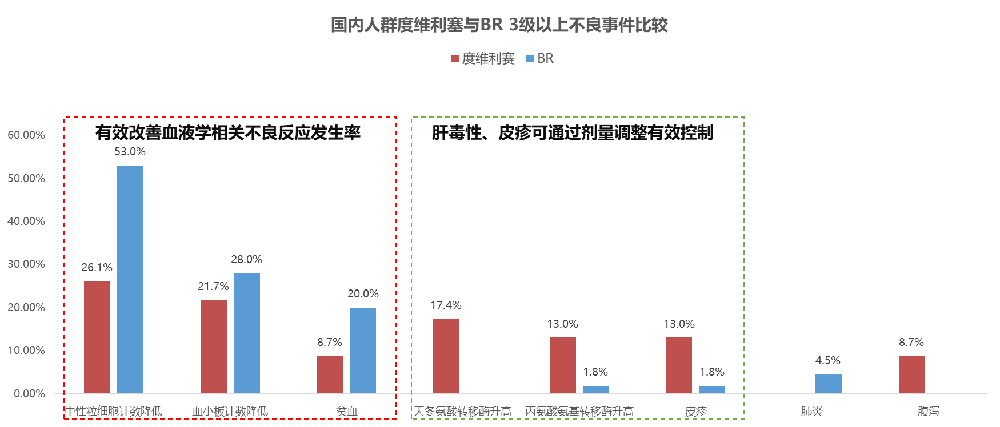 国内人群度维利塞与BR 3级以上不良事件比较
度维利赛 BR
有效改善血液学相关不良反应发生率
肝毒性、皮疹可通过剂量调整有效控制
60.00%
50.00%
40.00%
30.00%
20.00%
10.00%
0.00%
26.1%
53.0%
21.7%
28.0%
8.7%
20.0%
17.4%
13.0%
1.8%
13.0%
1.8%
4.5%
8.7%
中性粒细胞计数降低
血小板计数降低
贫血
天冬氨酸转移酶升高
丙氨酸氨基转移酶升高
皮疹
肺炎
腹泻